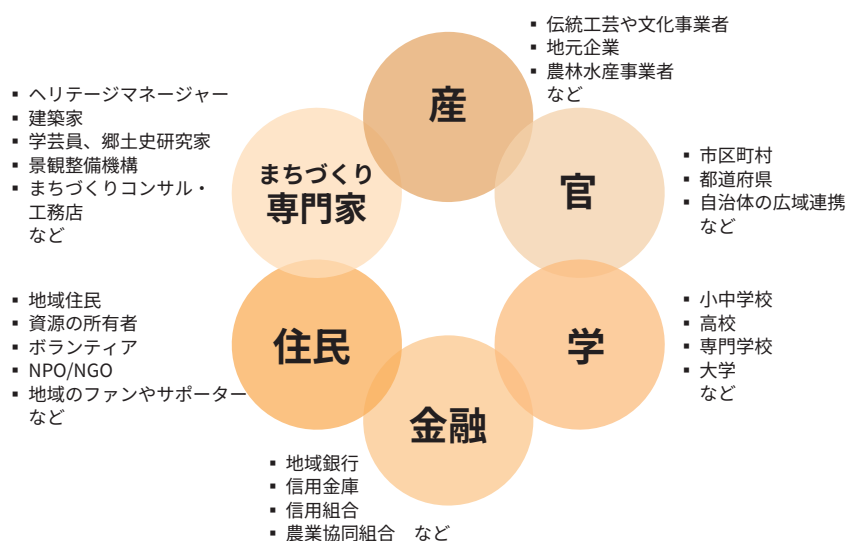 産
▪ 伝統工芸や文化事業者
▪ 地元企業
▪ 農林水産事業者
など
官
▪ 市区町村
▪ 都道府県
▪ 自治体の広域連携
など
学
▪ 小中学校
▪ 高校
▪ 専門学校
▪ 大学
など
金融
▪ 地域銀行
▪ 信用金庫
▪ 信用組合
▪ 農業協同組合　など
住民
▪ 地域住民
▪ 資源の所有者
▪ ボランティア
▪ NPO/NGO
▪ 地域のファンやサポーター
など
まちづくり
専門家
▪ ヘリテージマネージャー
▪ 建築家
▪ 学芸員、郷土史研究家
▪ 景観整備機構
▪ まちづくりコンサル・
工務店
など